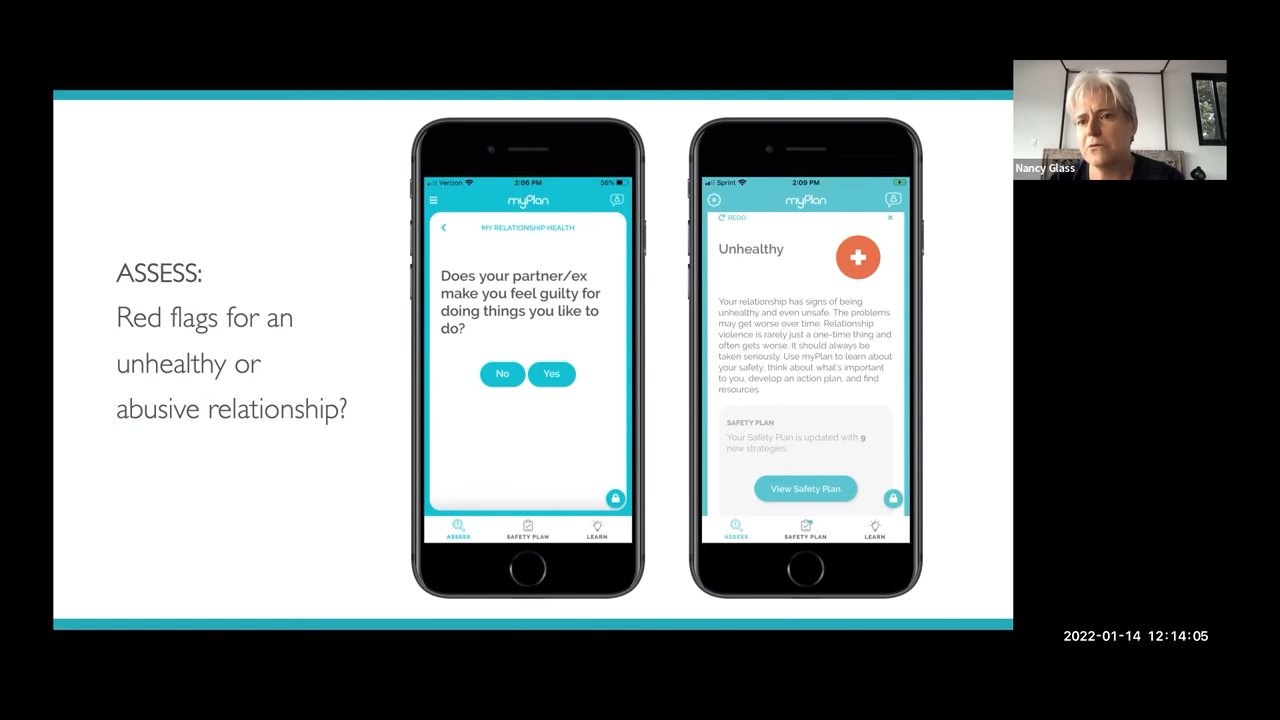 ASSESS:
Red flags for an
unhealthy or
abusive relationship?
Verizon
2:06 PM
56%
myPlan
MY RELATIONSHIP HEALTH
Does your partner/ex
make you feel guilty for
doing things you like to
do?
No
Yes
ASSESS
SAFETY PLAN
LEARN
Sprint
2:09 PM
myPlan
REDO
Unhealthy
Your relationship has signs of being
unhealthy and even unsafe. The problems
may get worse over time. Relationship
violence is rarely just a one-time thing and
often gets worse. It should always be
taken seriously. Use myPlan to learn about
your safety, think about what's important
to you, develop an action plan, and find
resources.
SAFETY PLAN
Your Safety Plan is updated with 9
new strategies.
View Safety Plan
ASSESS
SAFETY PLAN
LEARN
Nancy Glass
2022-01-14 12:14:05